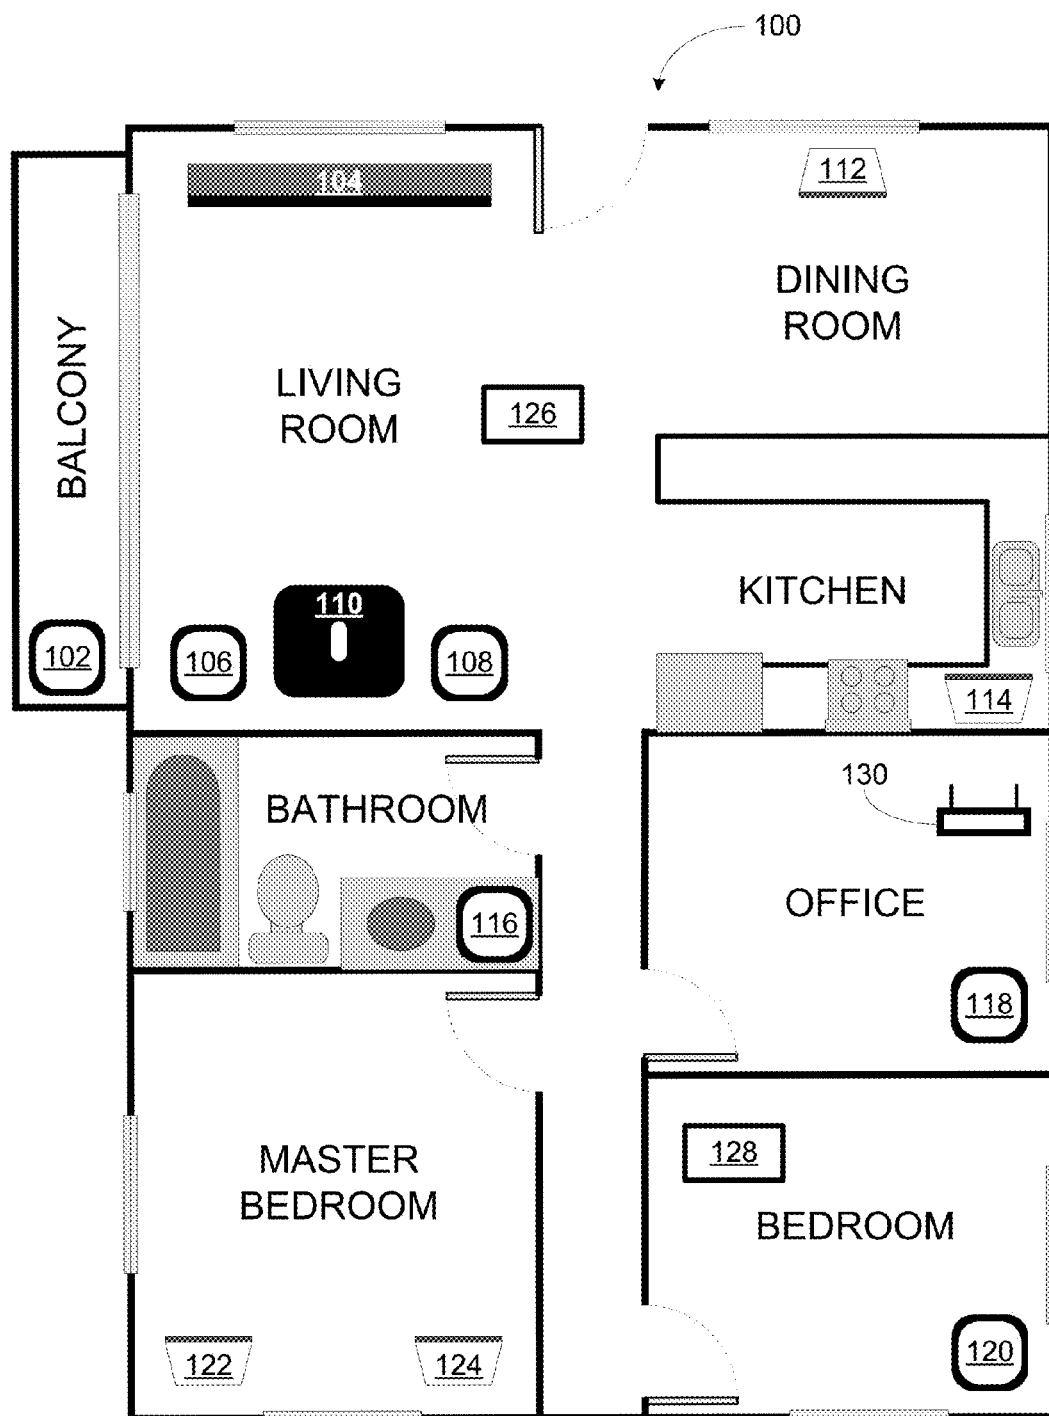 100
104
112
DINING
ROOM
BALCONY
LIVING
ROOM
126
KITCHEN
110
102
106
108
114
130
BATHROOM
OFFICE
116
118
128
MASTER
BEDROOM
BEDROOM
122
124
120